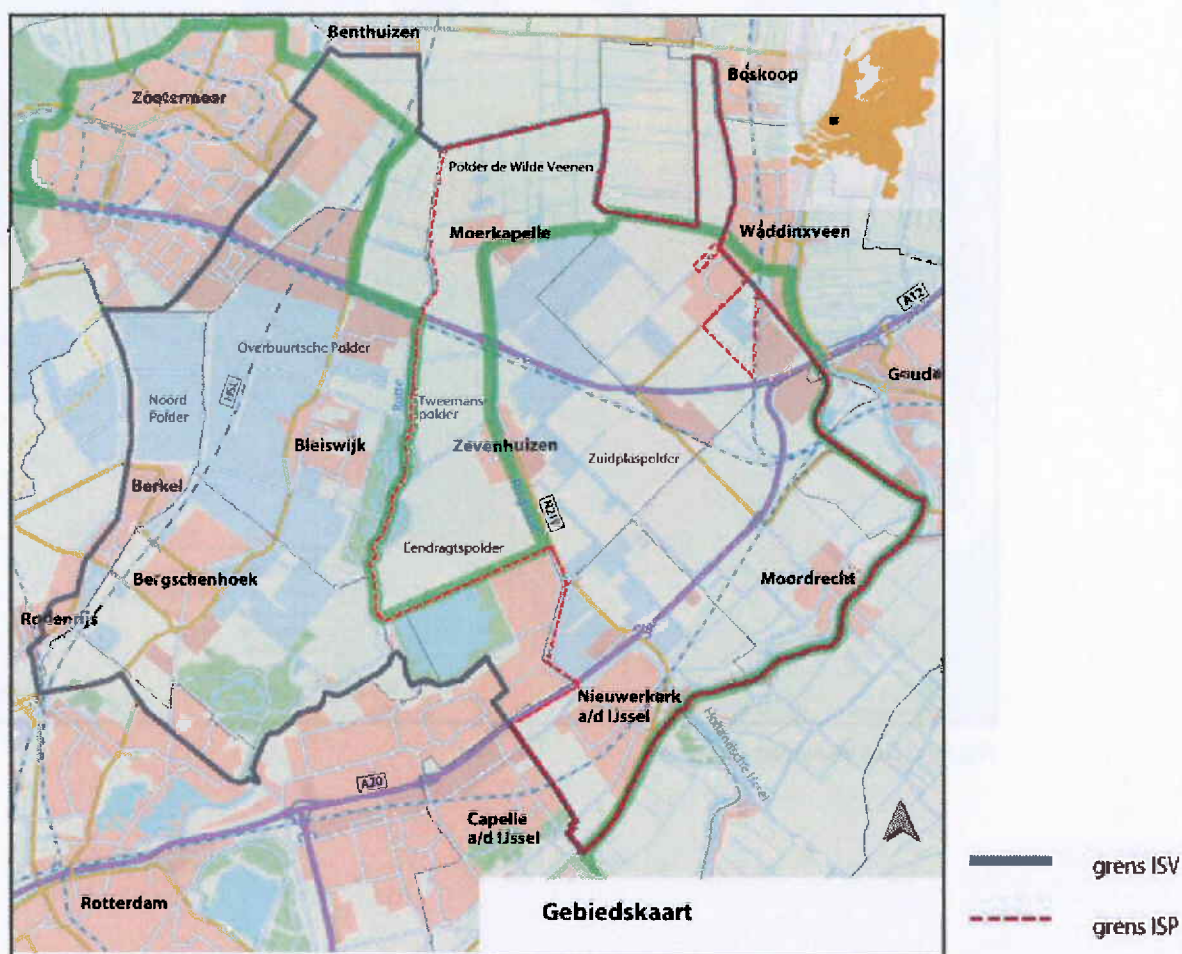 Benthuizen
Boskoop
Zoetermeer
Polder de Wilde Veenen
Moerkapelle
Waddinxveen
A12
Gouda
Overbuurtsche Polder
HSL
Noord
Polder
Rotte
Tweemans-
polder
Bleiswijk
Zevenhuizen
Zuidplaspolder
Berkel
Eendragtspolder
Bergschenhoek
Moordrecht
Rodenrijs
Nieuwerkerk
a/d IJssel
Hollandsche IJssel
A20
Capelle
a/d IJssel
Rotterdam
Gebiedskaart
grens ISV
grens ISP